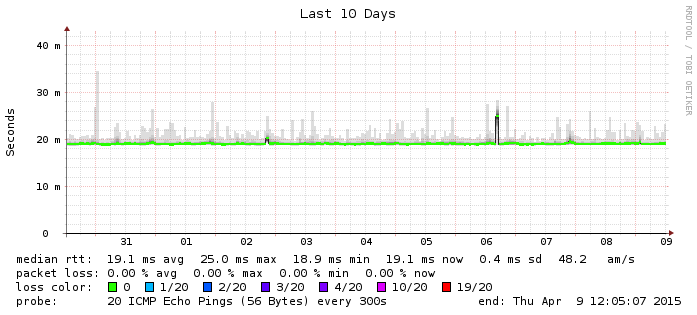 Last 10 Days
RRDTOOL / TOBI OETIKER
Seconds
40 m
30 m
20 m
10 m
0
31 01 02 03 04 05 06 07 08 09
median rtt: 19.1 ms avg 25.0 ms max 18.9 ms min 19.1 ms now 0.4 ms sd 48.2 am/s
packet loss: 0.00 % avg 0.00 % max 0.00 % min 0.00 % now
loss color: 0 1/20 2/20 3/20 4/20 10/20 19/20
probe: 20 ICMP Echo Pings (56 Bytes) every 300s end: Thu Apr 9 12:05:07 2015